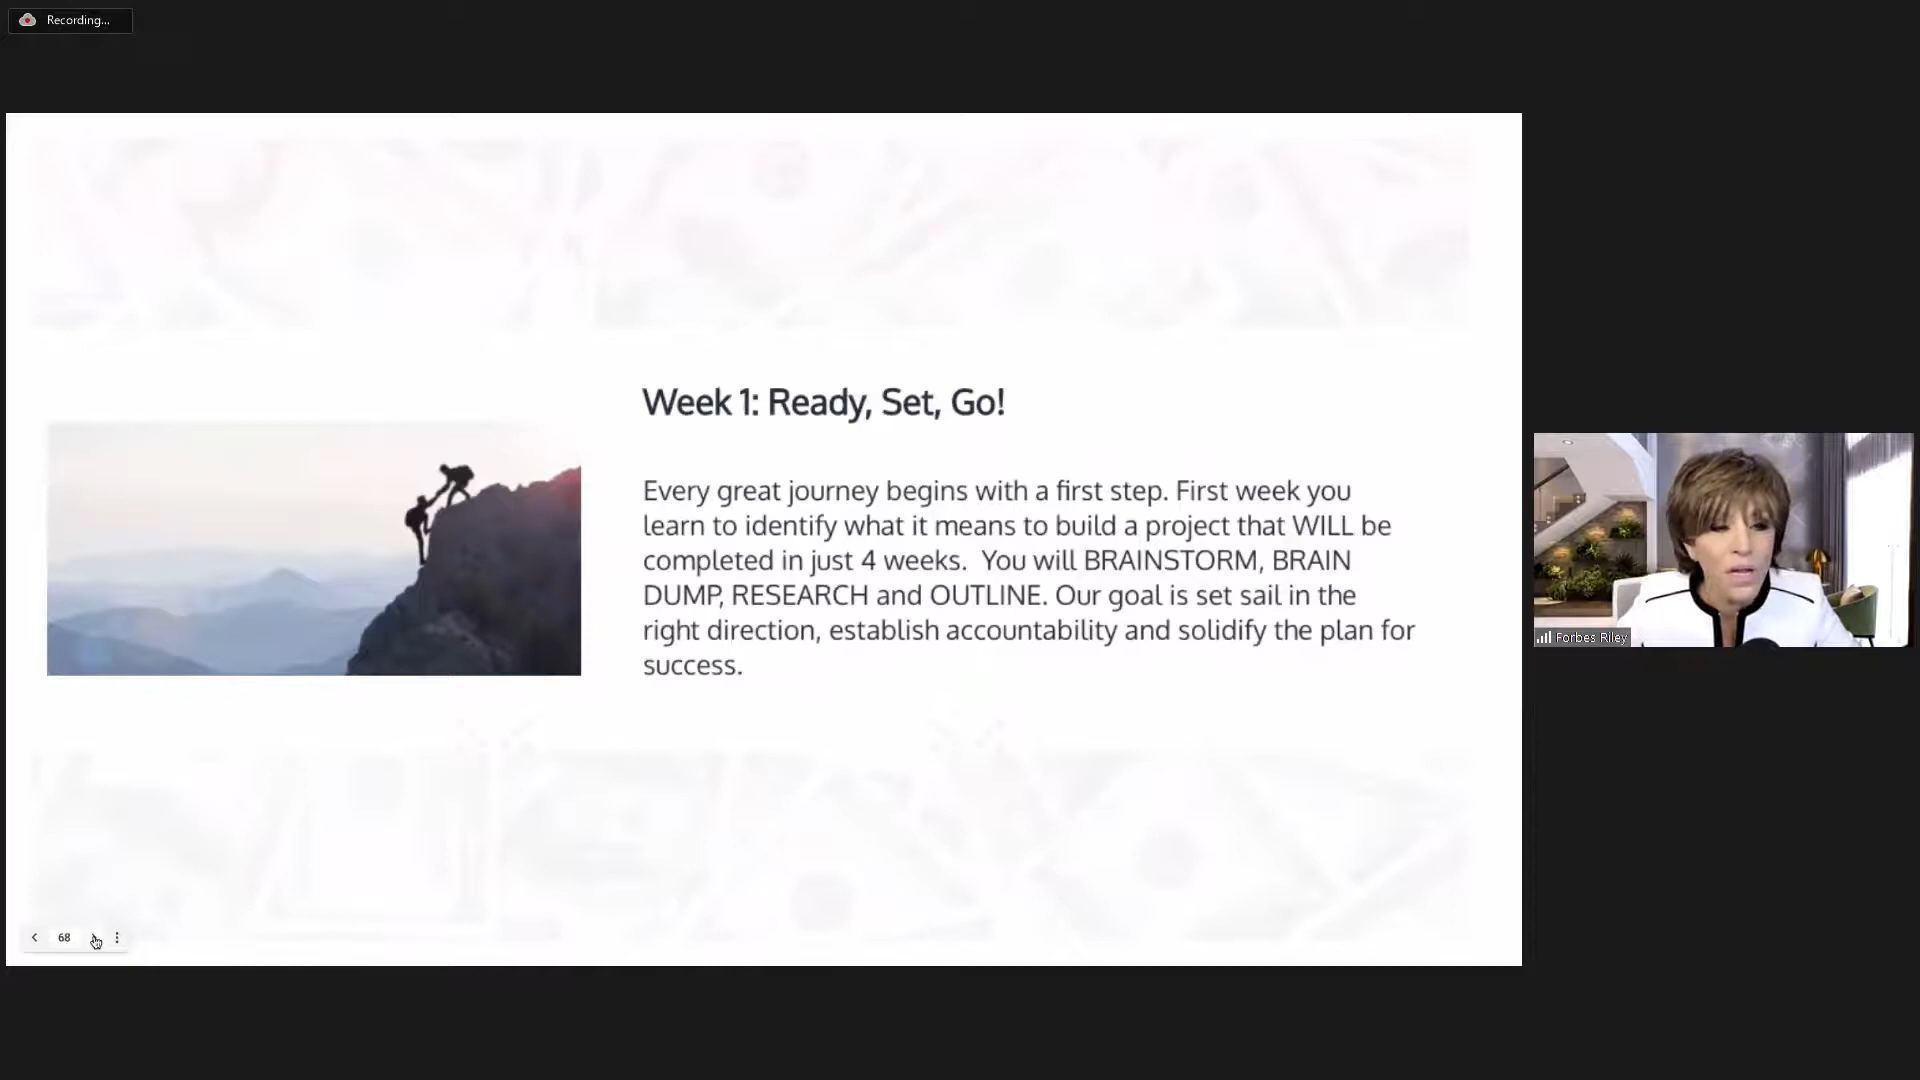 Recording...
Week 1: Ready, Set, Go!
Every great journey begins with a first step. First week you
learn to identify what it means to build a project that WILL be
completed in just 4 weeks.  You will BRAINSTORM, BRAIN
DUMP, RESEARCH and OUTLINE. Our goal is set sail in the
right direction, establish accountability and solidify the plan for
success.
Forbes Riley
68